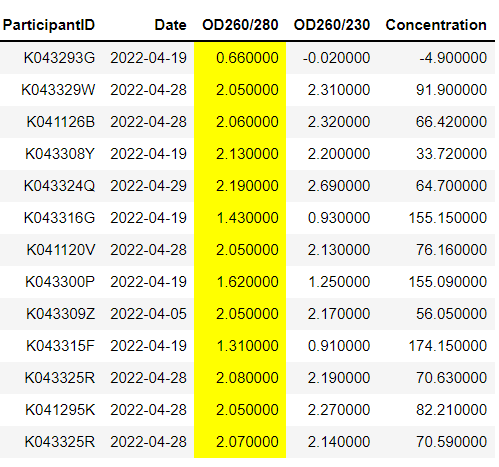 ParticipantID Date OD260/280 OD260/230 Concentration
K043293G 2022-04-19 0.660000 -0.020000 -4.900000
K043329W 2022-04-28 2.050000 2.310000 91.900000
K041126B 2022-04-28 2.060000 2.320000 66.420000
K043308Y 2022-04-19 2.130000 2.200000 33.720000
K043324Q 2022-04-29 2.190000 2.690000 64.700000
K043316G 2022-04-19 1.430000 0.930000 155.150000
K041120V 2022-04-28 2.050000 2.130000 76.160000
K043300P 2022-04-19 1.620000 1.250000 155.090000
K043309Z 2022-04-05 2.050000 2.170000 56.050000
K043315F 2022-04-19 1.310000 0.910000 174.150000
K043325R 2022-04-28 2.080000 2.190000 70.630000
K041295K 2022-04-28 2.050000 2.270000 82.210000
K043325R 2022-04-28 2.070000 2.140000 70.590000